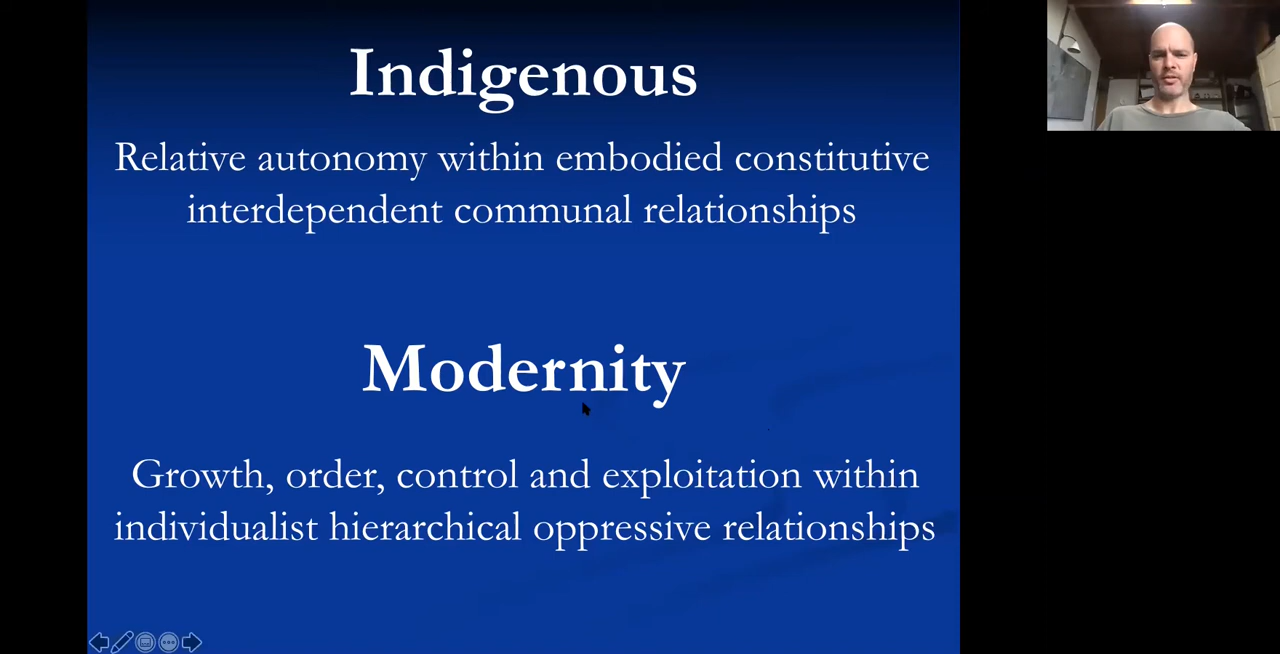 Indigenous
Relative autonomy within embodied constitutive
interdependent communal relationships
Modernity
Growth, order, control and exploitation within
individualist hierarchical oppressive relationships